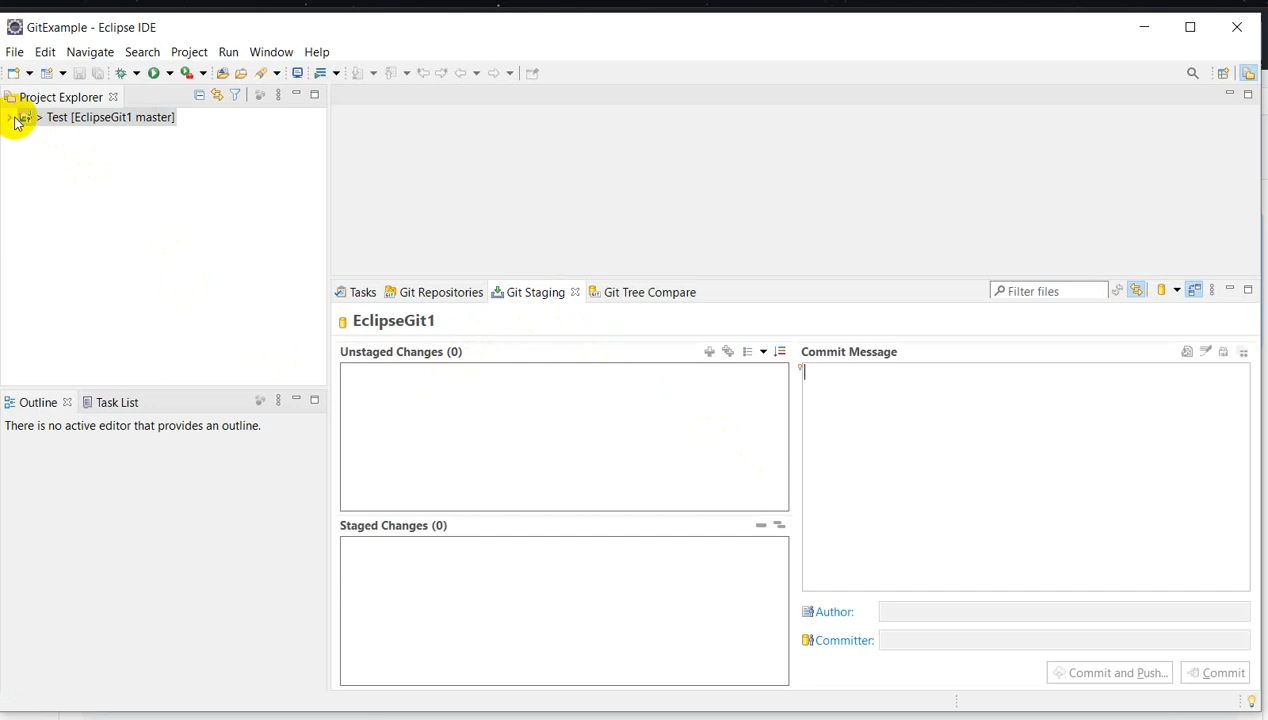 GitExample - Eclipse IDE
File Edit Navigate Search Project Run Window Help
Project Explorer
> Test [EclipseGit1 master]
Tasks Git Repositories Git Staging Git Tree Compare Filter files
EclipseGit1
Unstaged Changes (0)
Commit Message
Outline Task List
There is no active editor that provides an outline.
Staged Changes (0)
Author:
Committer:
Commit and Push... Commit